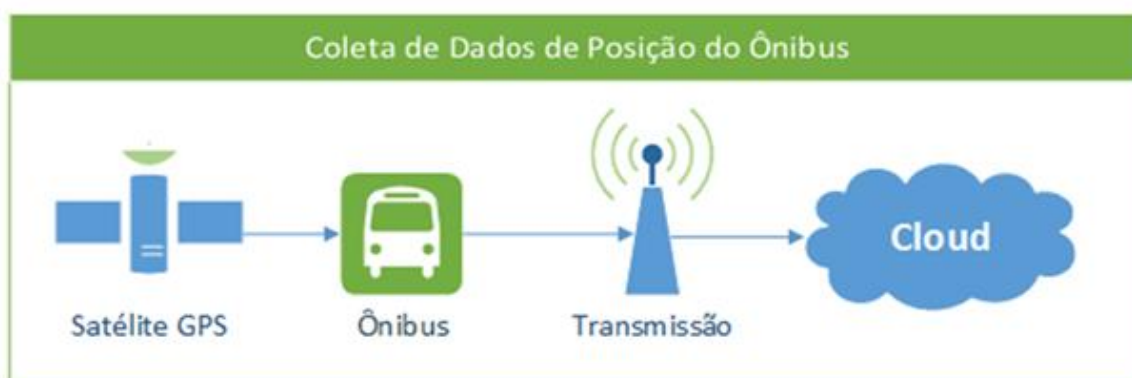 Coleta de Dados de Posição do Ônibus
Cloud
Satélite GPS
Ônibus
Transmissão